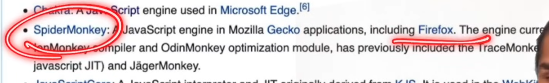 • Chakra: A JavaScript engine used in Microsoft Edge.[6]
• SpiderMonkey: A JavaScript engine in Mozilla Gecko applications, including Firefox. The engine curre
IonMonkey compiler and OdinMonkey optimization module, has previously included the TraceMonke
javascript JIT) and JägerMonkey.